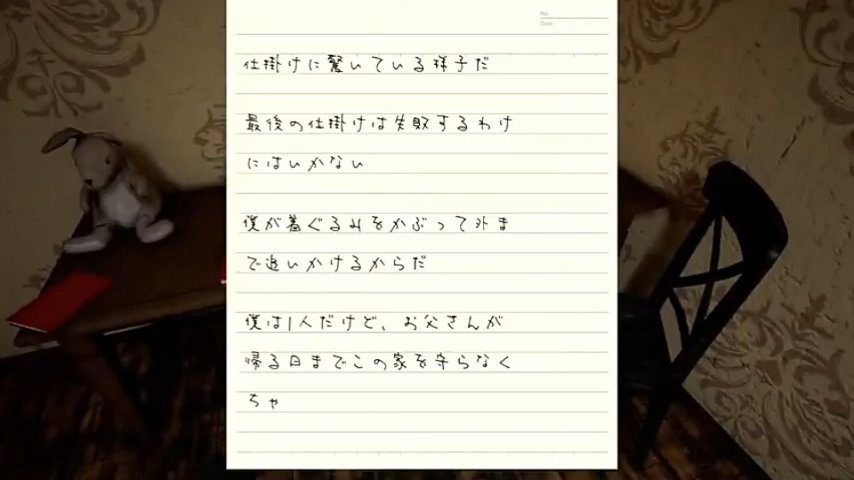 No.
Date
仕掛けに驚いている様子だ
最後の仕掛けは失敗するわけ
にはいかない
僕が着ぐるみをかぶって外ま
で追いかけるからだ
僕は1人だけど、お父さんが
帰る日までこの家を守らなく
ちゃ